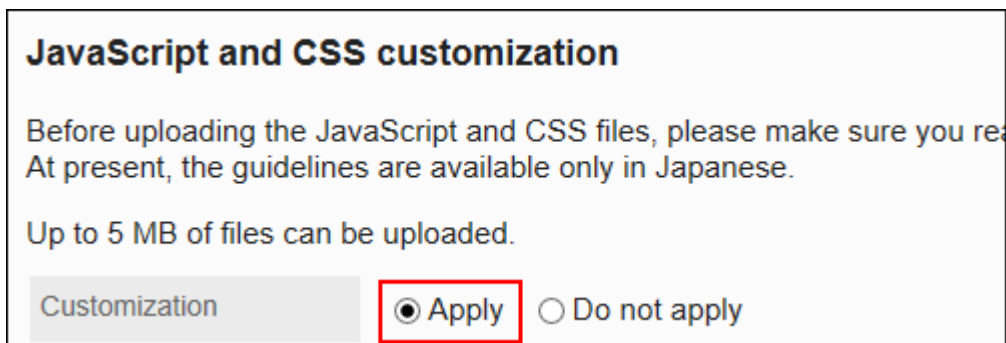 JavaScript and CSS customization
Before uploading the JavaScript and CSS files, please make sure you
At present, the guidelines are available only in Japanese.
Up to 5 MB of files can be uploaded.
Customization Apply Do not apply